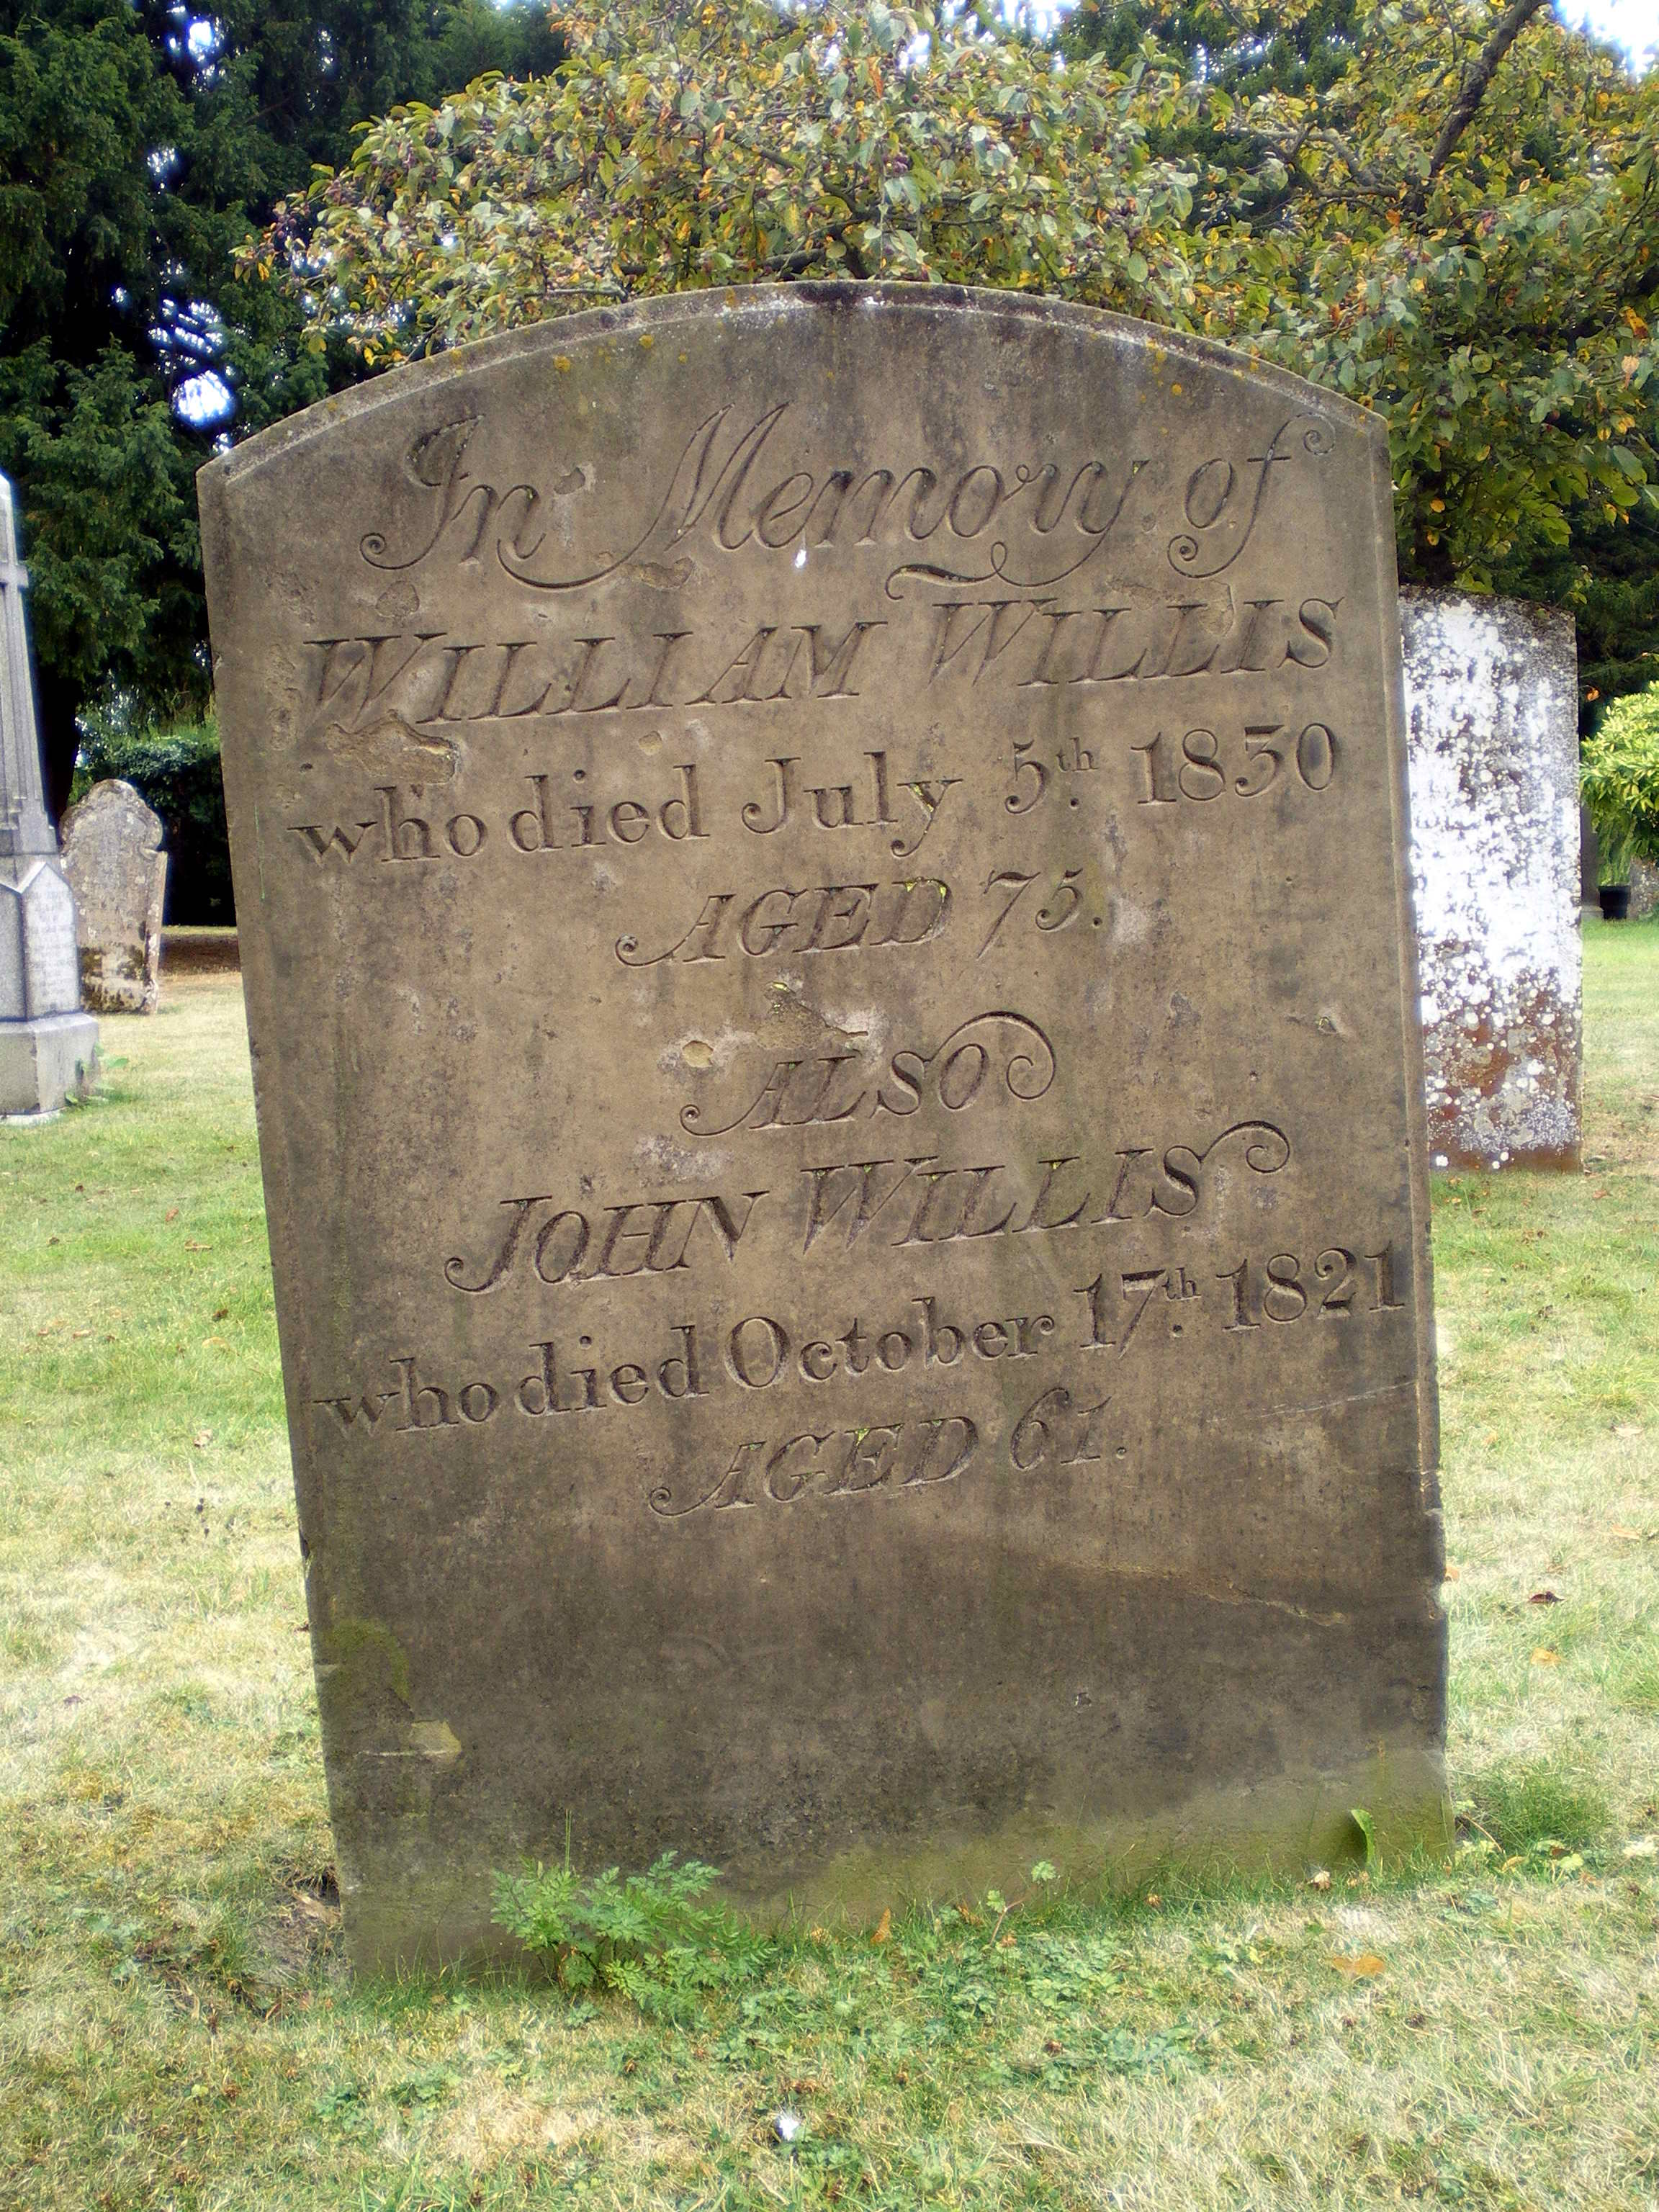 In Memory of
WILLIAM WILLIS
who died July 5th 1830
AGED 75.
ALSO
JOHN WILLIS
who died October 17th 1821
AGED 61.